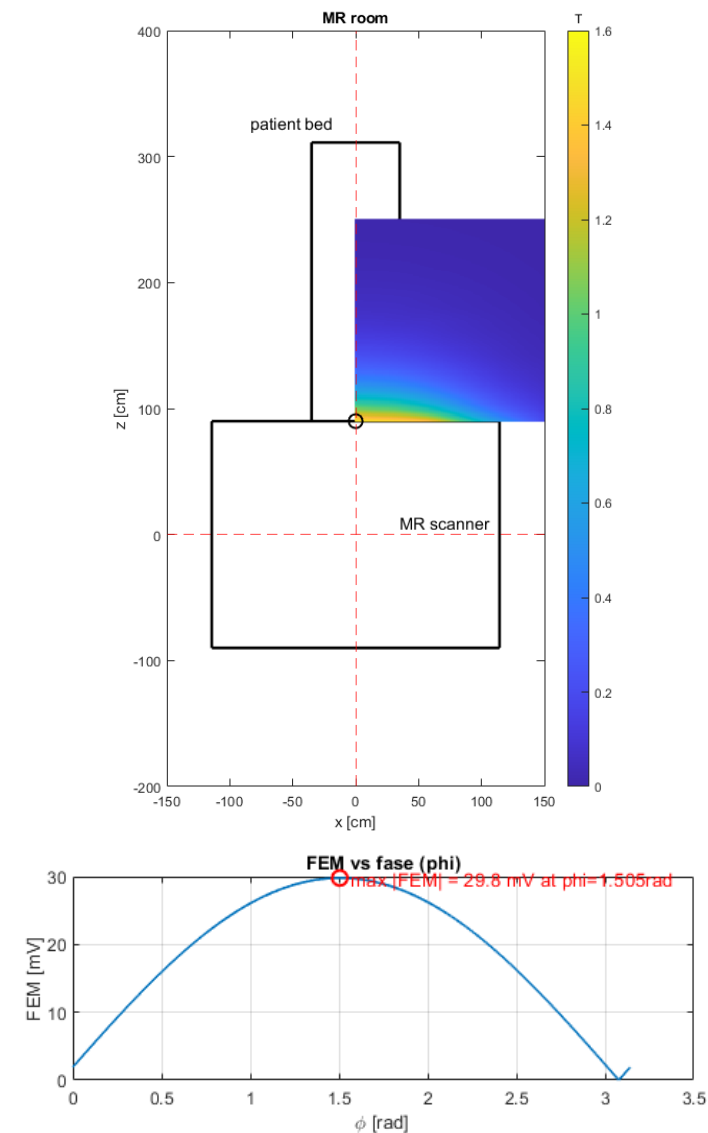 MR room
T
400
300
200
100
0
-100
-200
z [cm]
patient bed
MR scanner
-150 -100 -50 0 50 100 150
x [cm]
1.6
1.4
1.2
1
0.8
0.6
0.4
0.2
0
FEM vs fase (phi)
max |FEM| = 29.8 mV at phi=1.505rad
30
20
10
0
FEM [mV]
0 0.5 1 1.5 2 2.5 3 3.5
ϕ [rad]